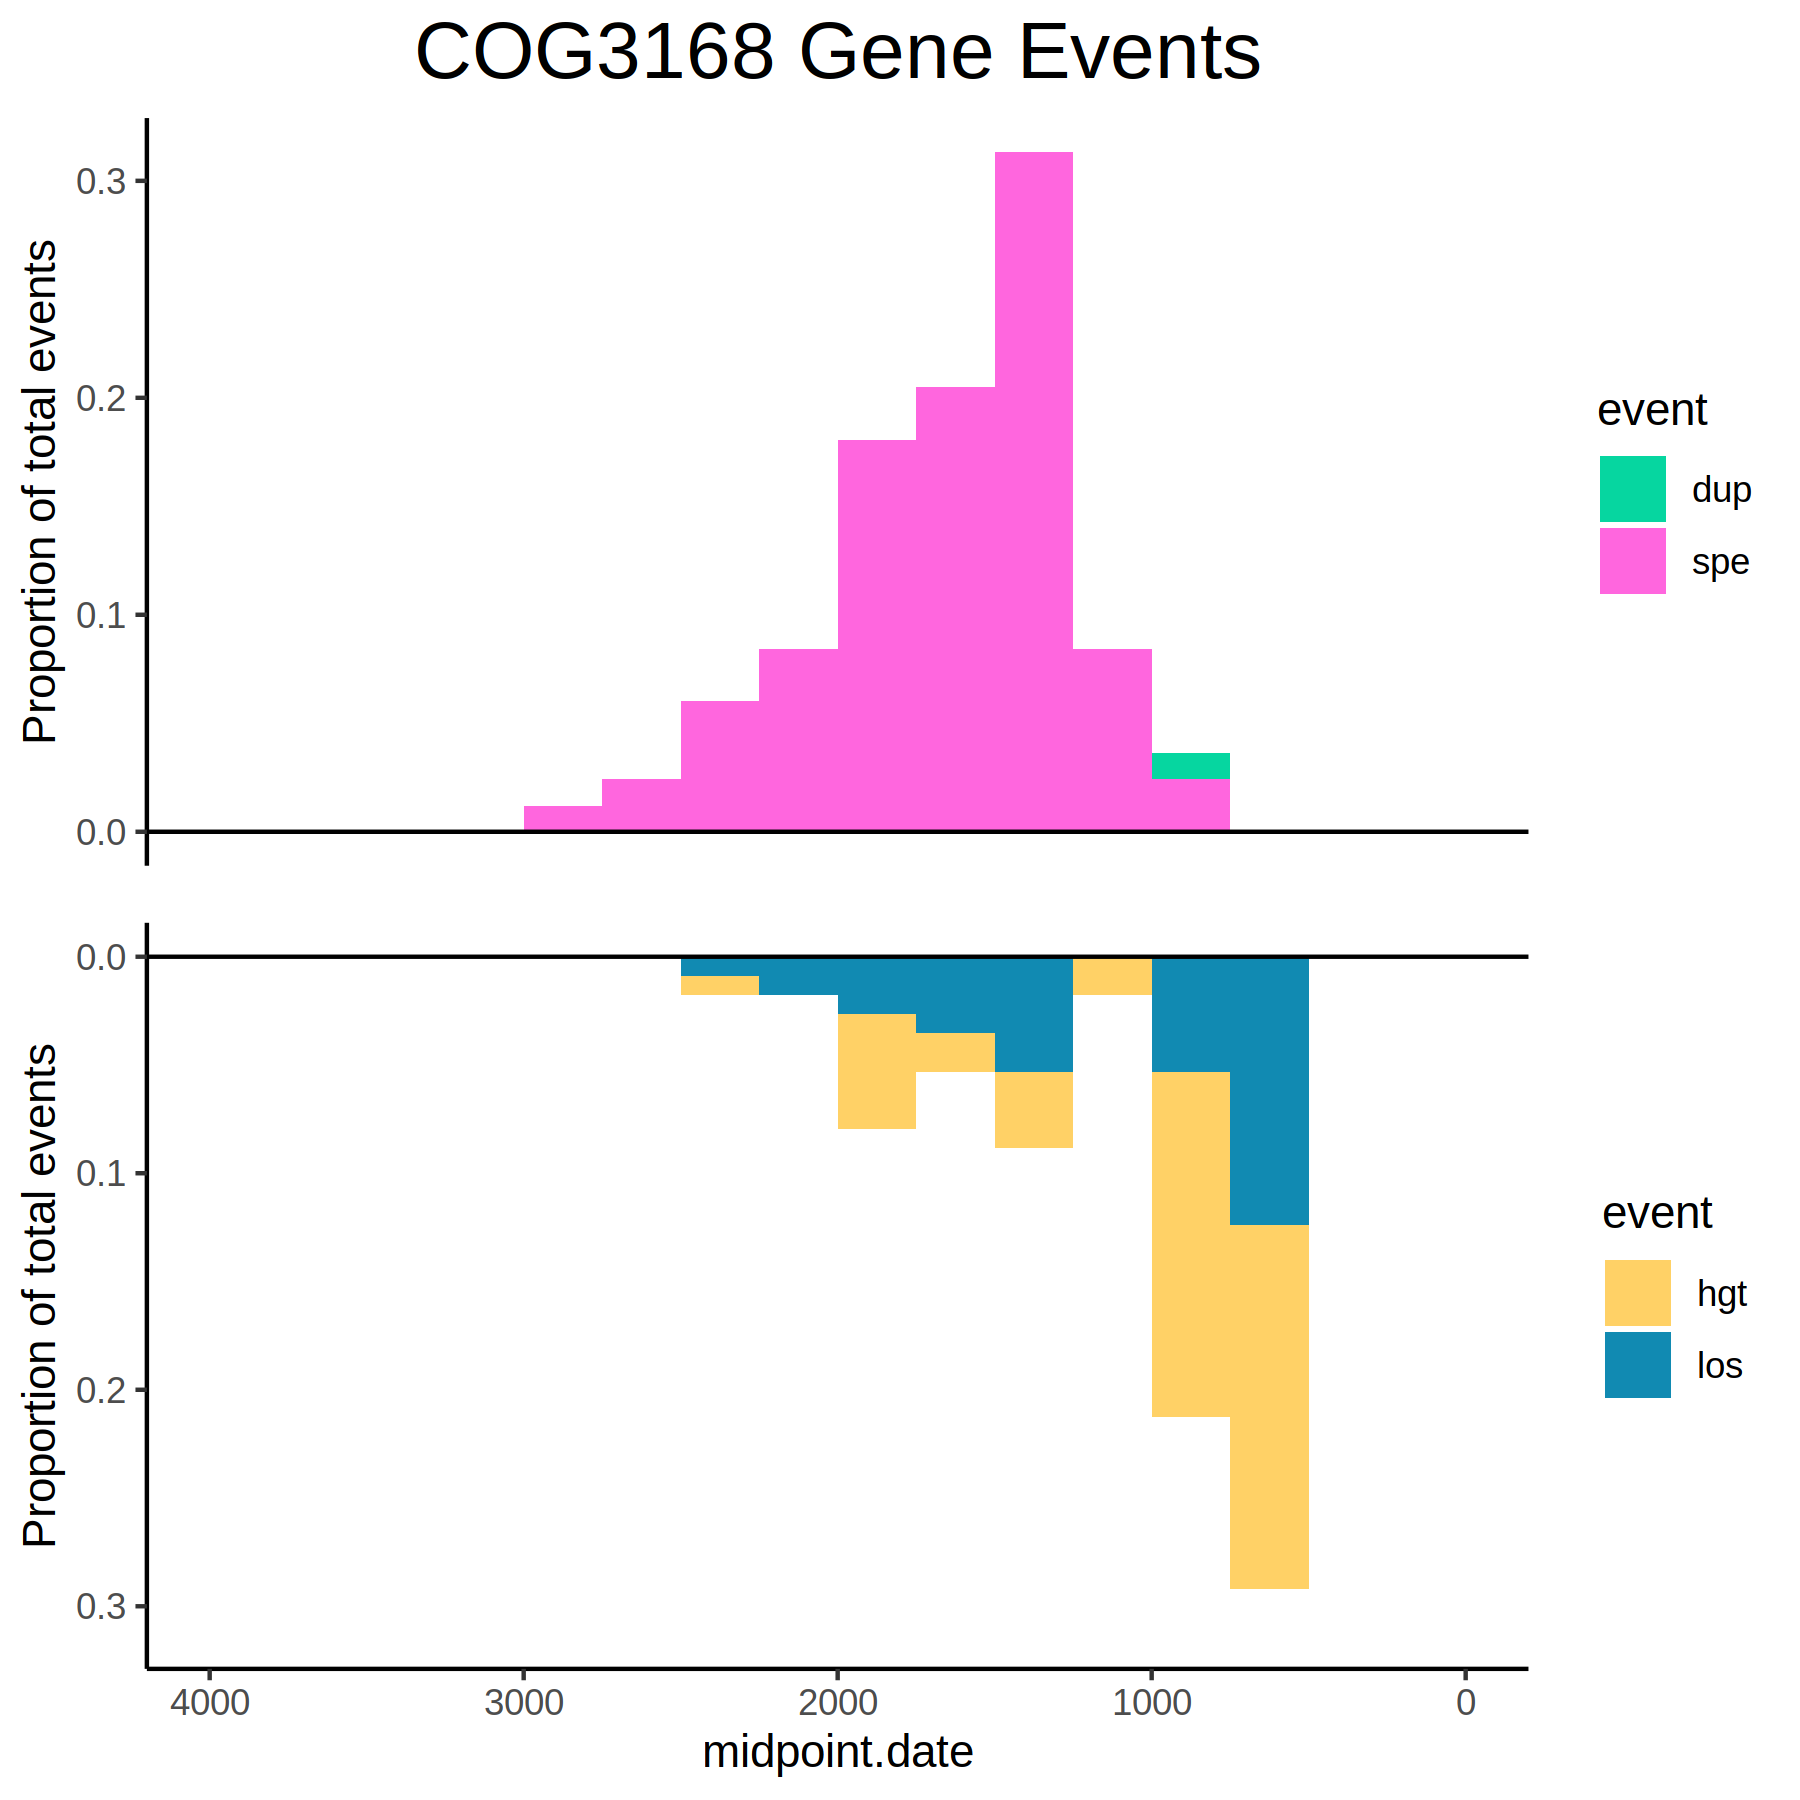 COG3168 Gene Events
Proportion of total events
0.3
0.2
0.1
0.0
event
dup
spe
Proportion of total events
0.0
0.1
0.2
0.3
event
hgt
los
4000 3000 2000 1000 0
midpoint.date